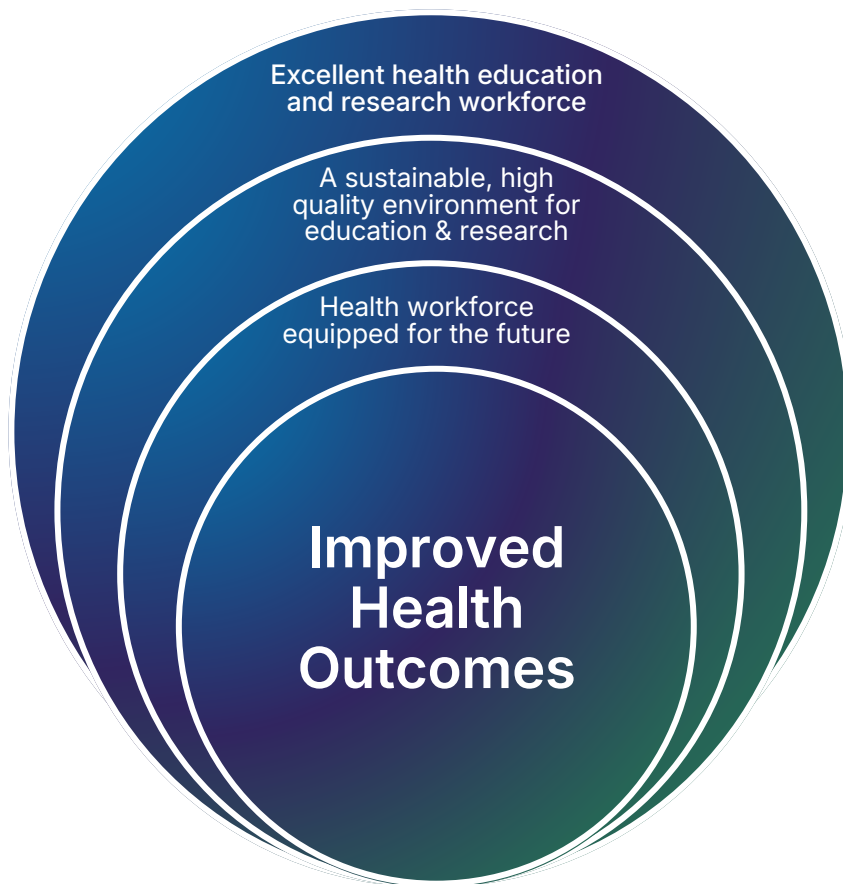 Excellent health education
and research workforce
A sustainable, high
quality environment for
education & research
Health workforce
equipped for the future
Improved
Health
Outcomes